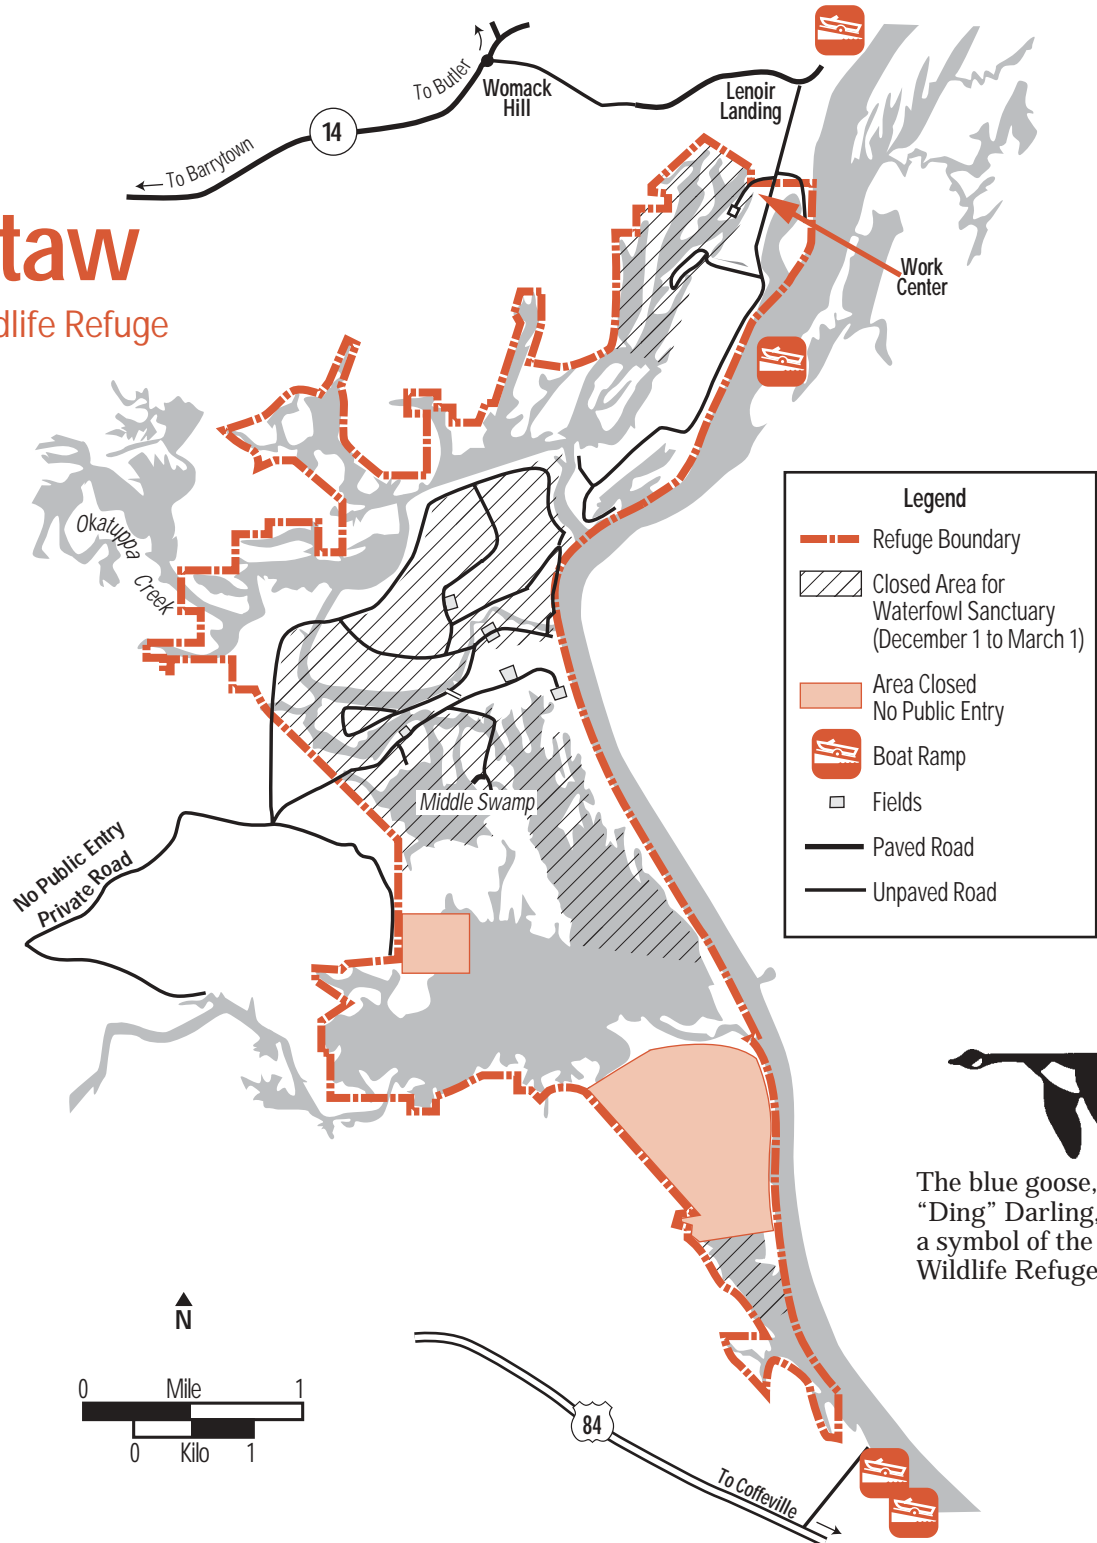 To Butler
Womack
Hill
Lenoir
Landing
14
To Barrytown
taw
dlife Refuge
Work
Center
Okatuppa
Creek
Legend
Refuge Boundary
Closed Area for
Waterfowl Sanctuary
(December 1 to March 1)
Area Closed
No Public Entry
Boat Ramp
Fields
Paved Road
Unpaved Road
Middle Swamp
No Public Entry
Private Road
The blue goose,
“Ding” Darling,
a symbol of the
Wildlife Refuge
N
0 Mile 1
0 Kilo 1
84
To Coffeville